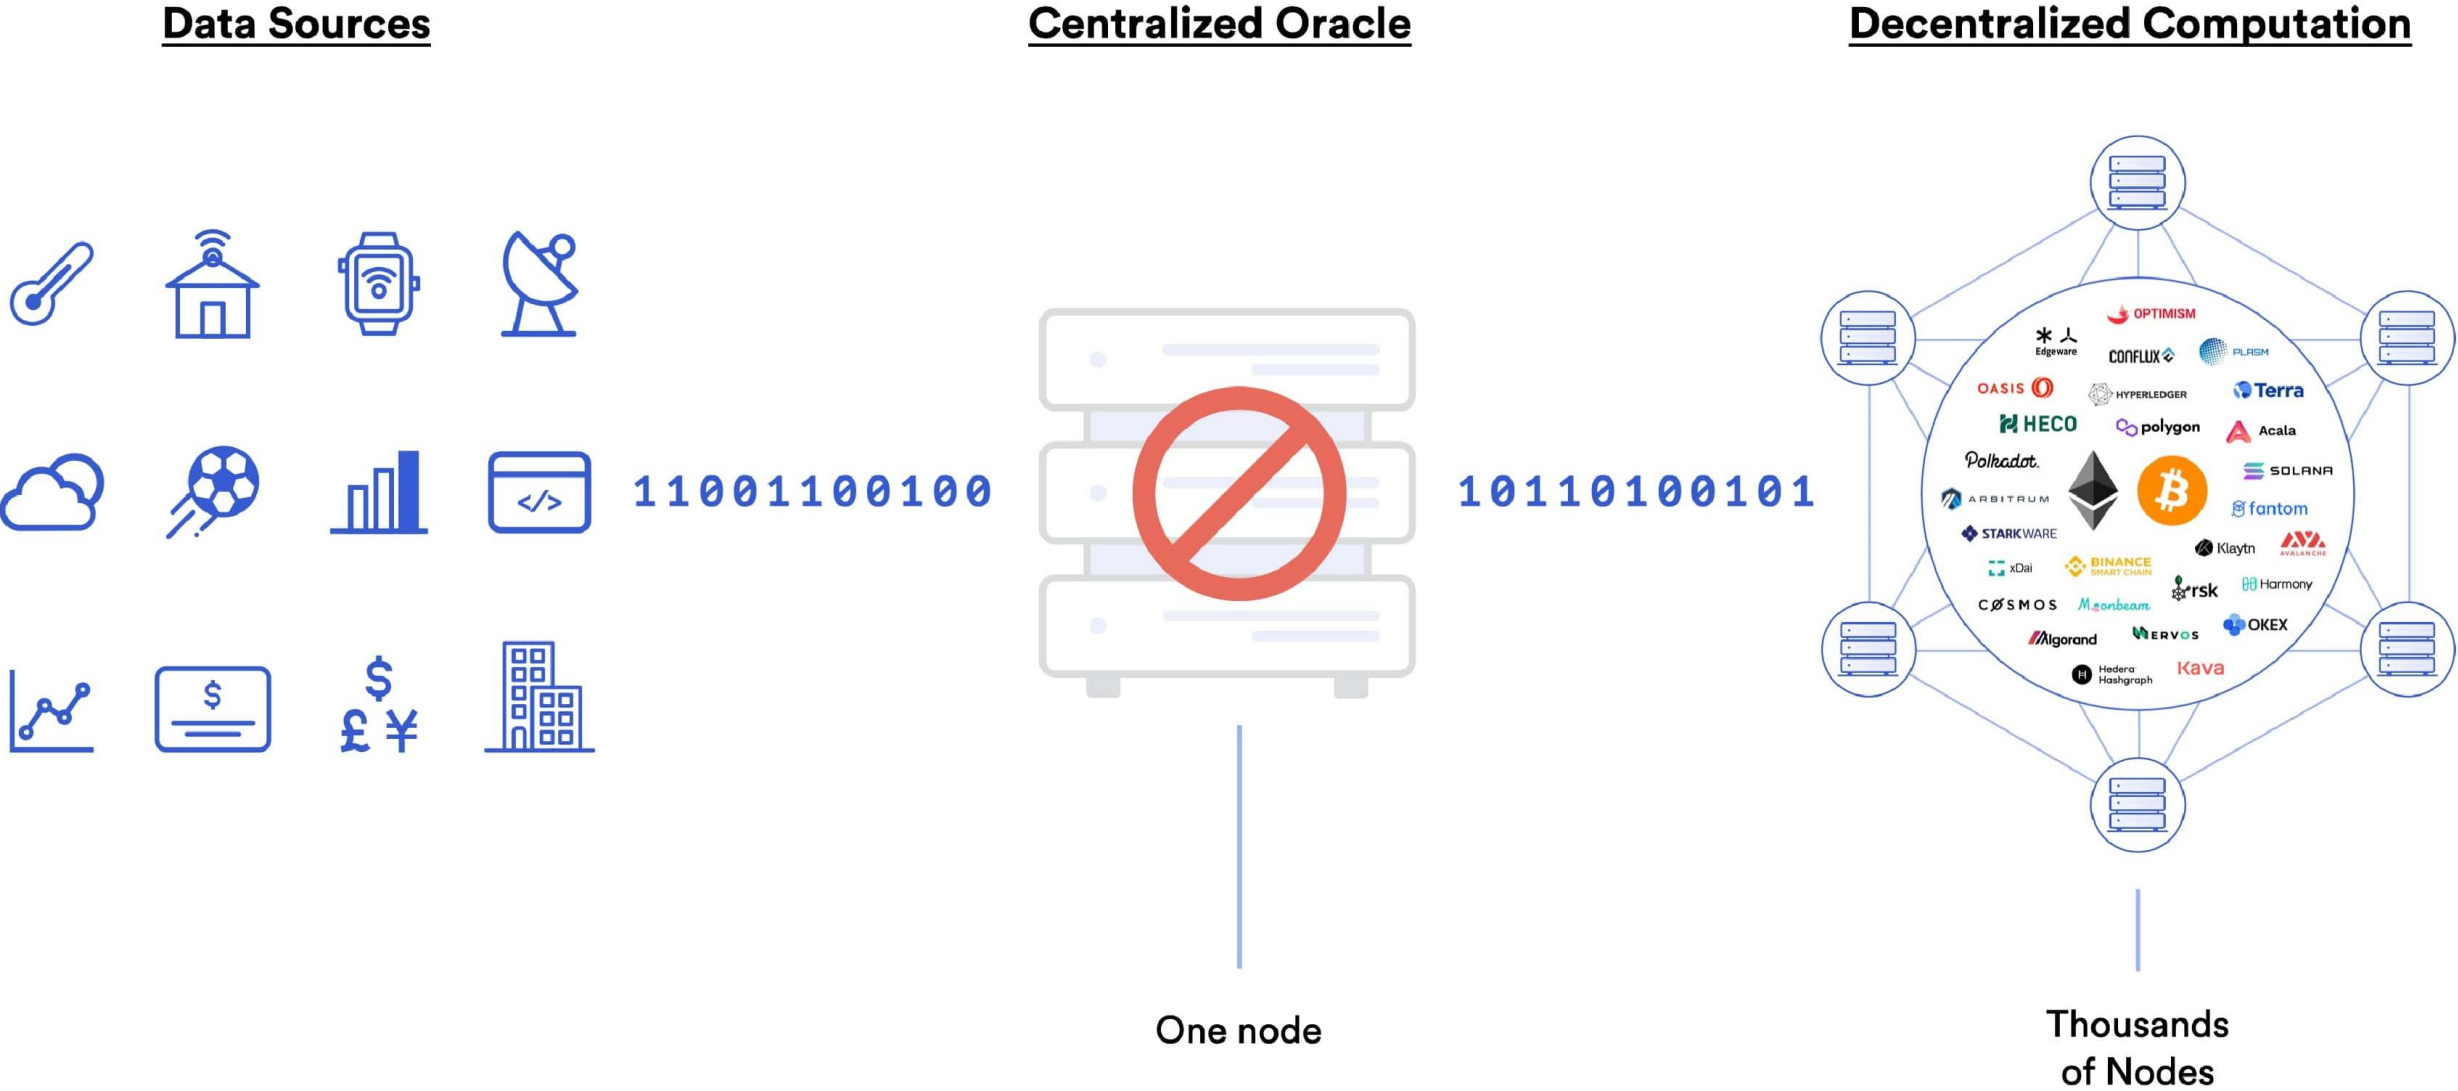 Data Sources
Centralized Oracle
Decentralized Computation
OPTIMISM
Edgeware
CONFLUX
PLASM
OASIS
HYPERLEDGER
Terra
HECO
polygon
Acala
Polkadot.
SOLANA
ARBITRUM
fantom
STARKWARE
Klaytn
AVALANCHE
xDai
BINANCE
SMART CHAIN
rsk
Harmony
COSMOS
Moonbeam
Algorand
NERVOS
OKEX
Hedera
Hashgraph
Kava
</>
11001100100
10110100101
$
$
£ ¥
One node
Thousands
of Nodes